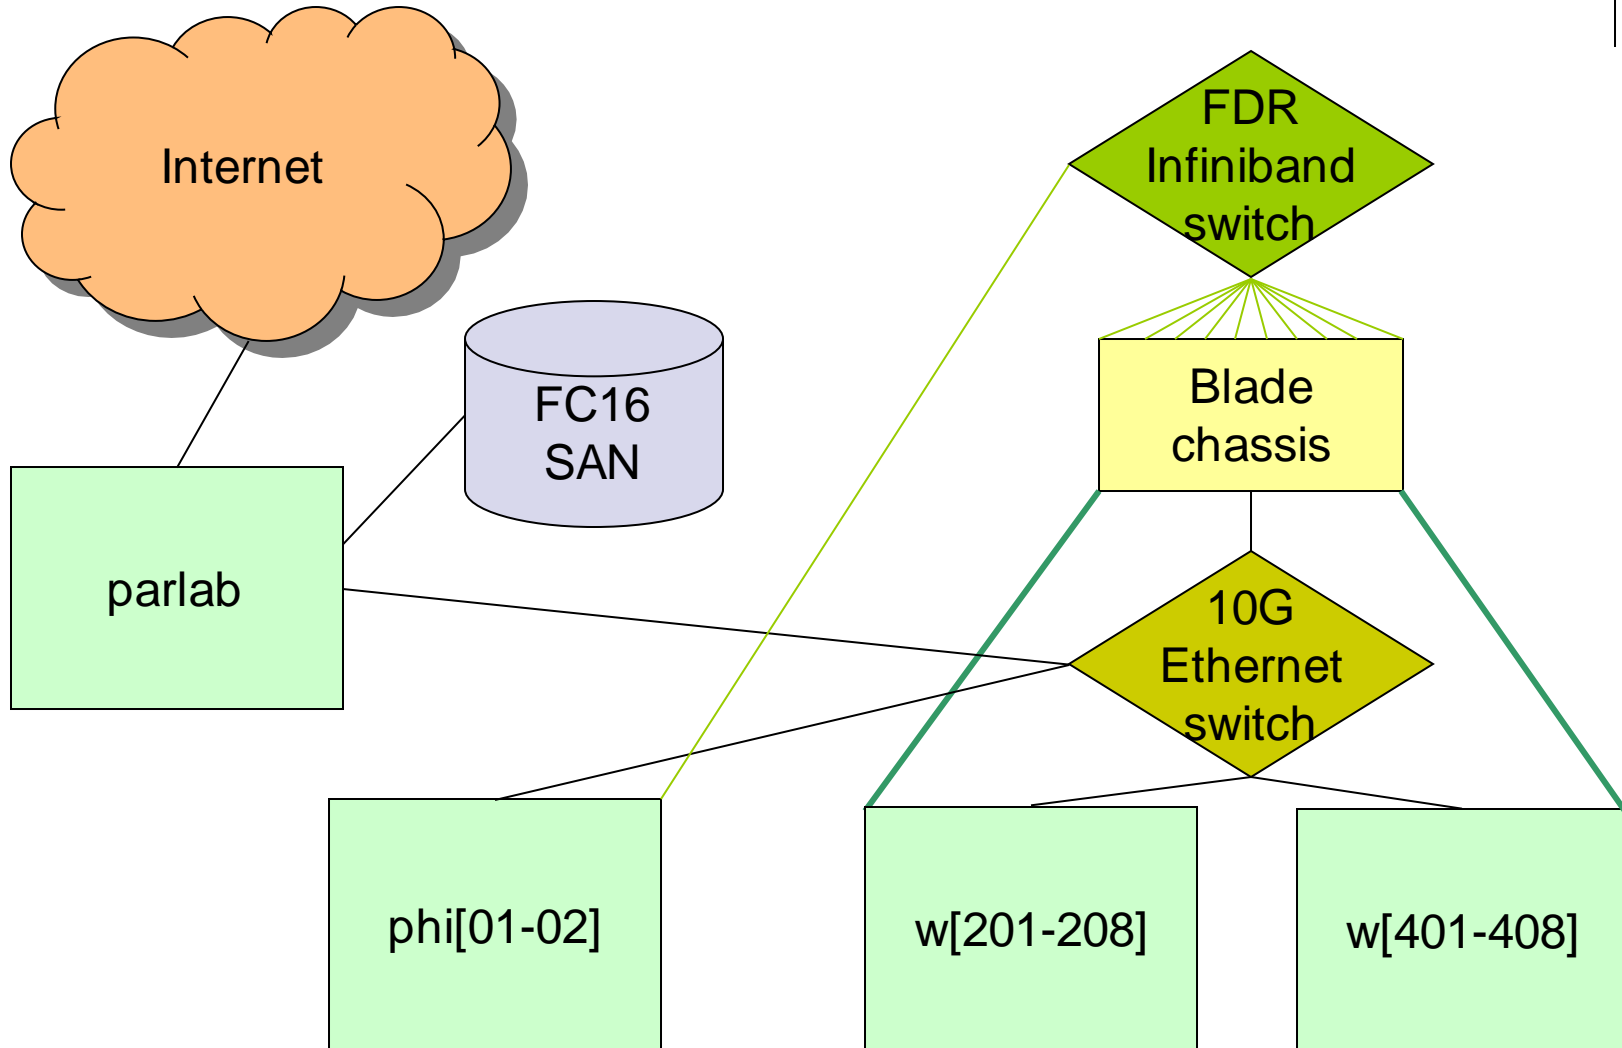 Internet
FDR
Infiniband
switch
FC16
SAN
Blade
chassis
parlab
10G
Ethernet
switch
phi[01-02]
w[201-208]
w[401-408]